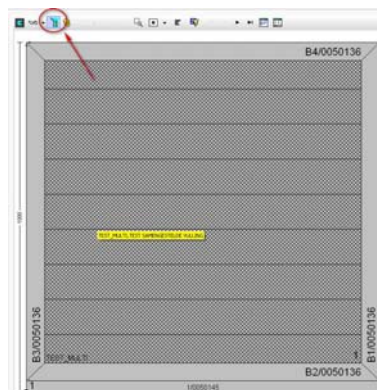 B4/0050136
1000
TEST_MULTI, TEST SAMENGESTELDE VULLING
B3/0050136
B1/0050136
TEST_MULTI
1
B2/0050136
1
1/0050145